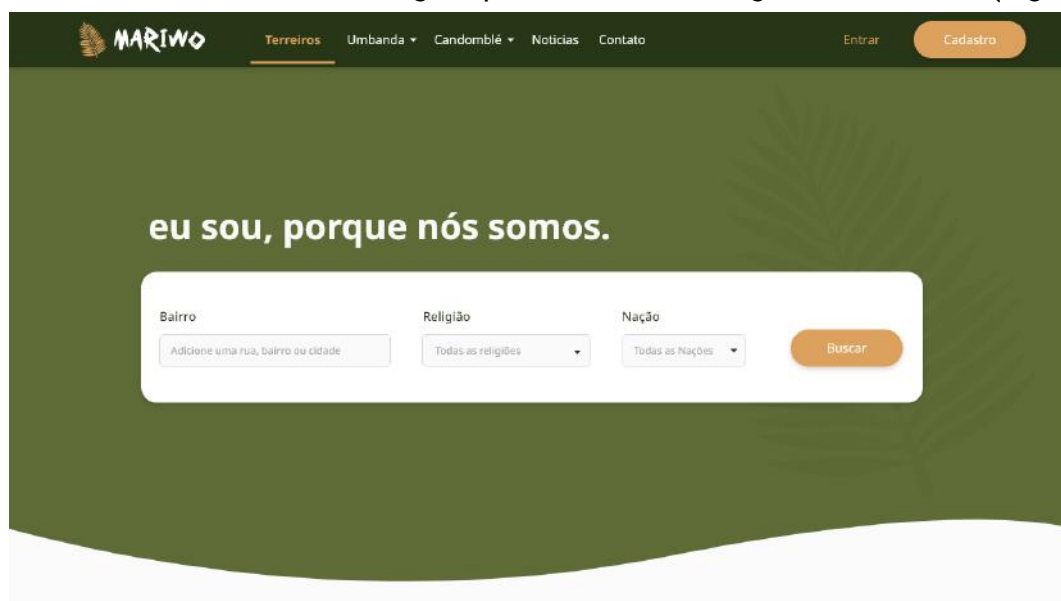 MARIWO Terreiros Umbanda Candomblé Noticias Contato Entrar Cadastro
eu sou, porque nós somos.
Bairro Religião Nação
Adicione uma rua, bairro ou cidade Todas as religiões Todas as Nações Buscar